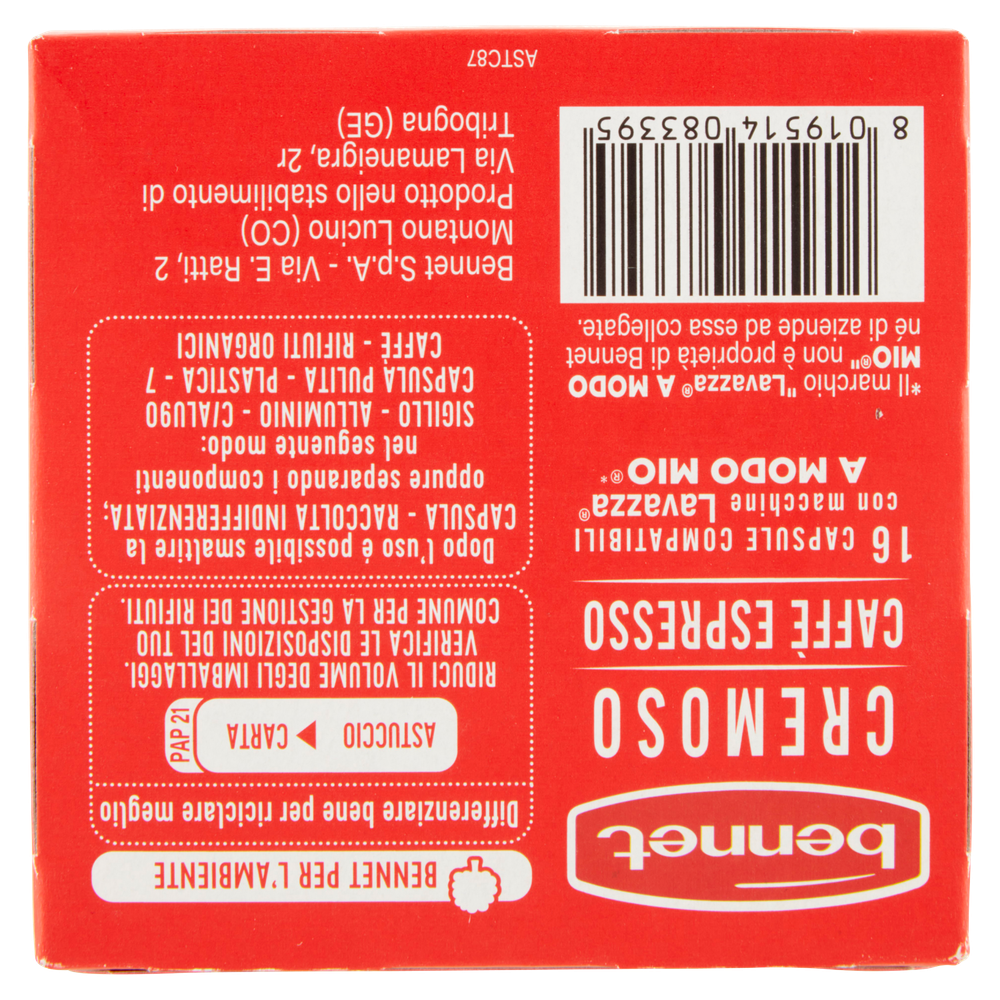 bennet
CREMOSO
CAFFÈ ESPRESSO
16 CAPSULE COMPATIBILI
con macchine Lavazza®
A MODO MIO®*
*Il marchio "Lavazza® A MODO
MIO®" non è proprietà di Bennet
né di aziende ad essa collegate.
8 019514 083395
BENNET PER L'AMBIENTE
Differenziare bene per riciclare meglio
ASTUCCIO ▶ CARTA PAP 21
RIDUCI IL VOLUME DEGLI IMBALLAGGI.
VERIFICA LE DISPOSIZIONI DEL TUO
COMUNE PER LA GESTIONE DEI RIFIUTI.
Dopo l'uso é possibile smaltire la
CAPSULA - RACCOLTA INDIFFERENZIATA;
oppure separando i componenti
nel seguente modo:
SIGILLO - ALLUMINIO - C/ALU90
CAPSULA PULITA - PLASTICA - 7
CAFFÈ - RIFIUTI ORGANICI
Bennet S.p.A. - Via E. Ratti, 2
Montano Lucino (CO)
Prodotto nello stabilimento di
Via Lamaneigra, 2r
Tribogna (GE)
ASTC87